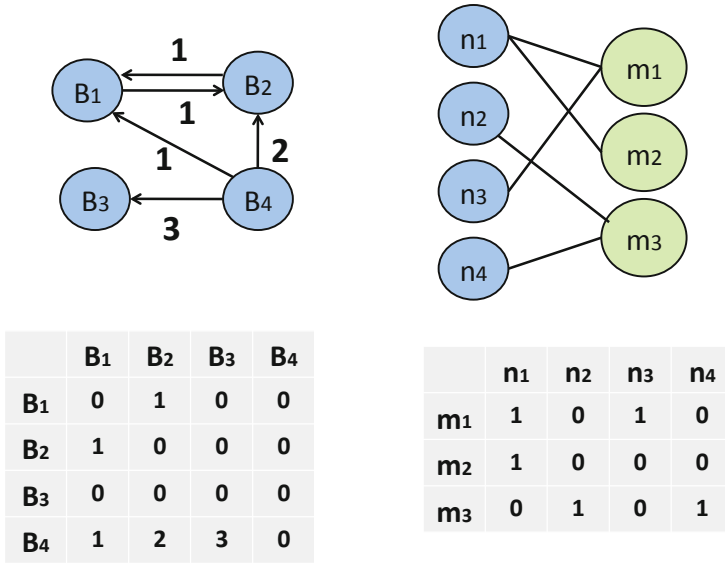 1
B1
B2
1
1
2
B3
B4
3
n1
m1
n2
m2
n3
m3
n4
B1 B2 B3 B4
B1 0 1 0 0
B2 1 0 0 0
B3 0 0 0 0
B4 1 2 3 0
n1 n2 n3 n4
m1 1 0 1 0
m2 1 0 0 0
m3 0 1 0 1